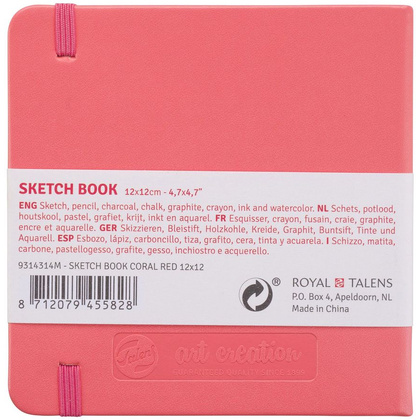 SKETCH BOOK 12x12cm - 4,7x4,7"
ENG Sketch, pencil, charcoal, chalk, graphite, crayon, ink and watercolor. NL Schets, potlood,
houtskool, pastel, grafiet, krijt, inkt en aquarel. FR Esquisser, crayon, fusain, craie, graphite,
encre et aquarelle. GER Skizzieren, Bleistift, Holzkohle, Kreide, Graphit, Buntsift, Tinte und
Aquarell. ESP Esbozo, lápiz, carboncillo, tiza, grafito, cera, tinta y acuarela. I Schizzo, matita,
carbone, pastellogesso, grafite, gesso, inchiostro e acquerello.
9314314M - SKETCH BOOK CORAL RED 12x12
8 712079 455828
ROYAL TALENS
P.O. Box 4, Apeldoorn, NL
Made in China
Talens art creation